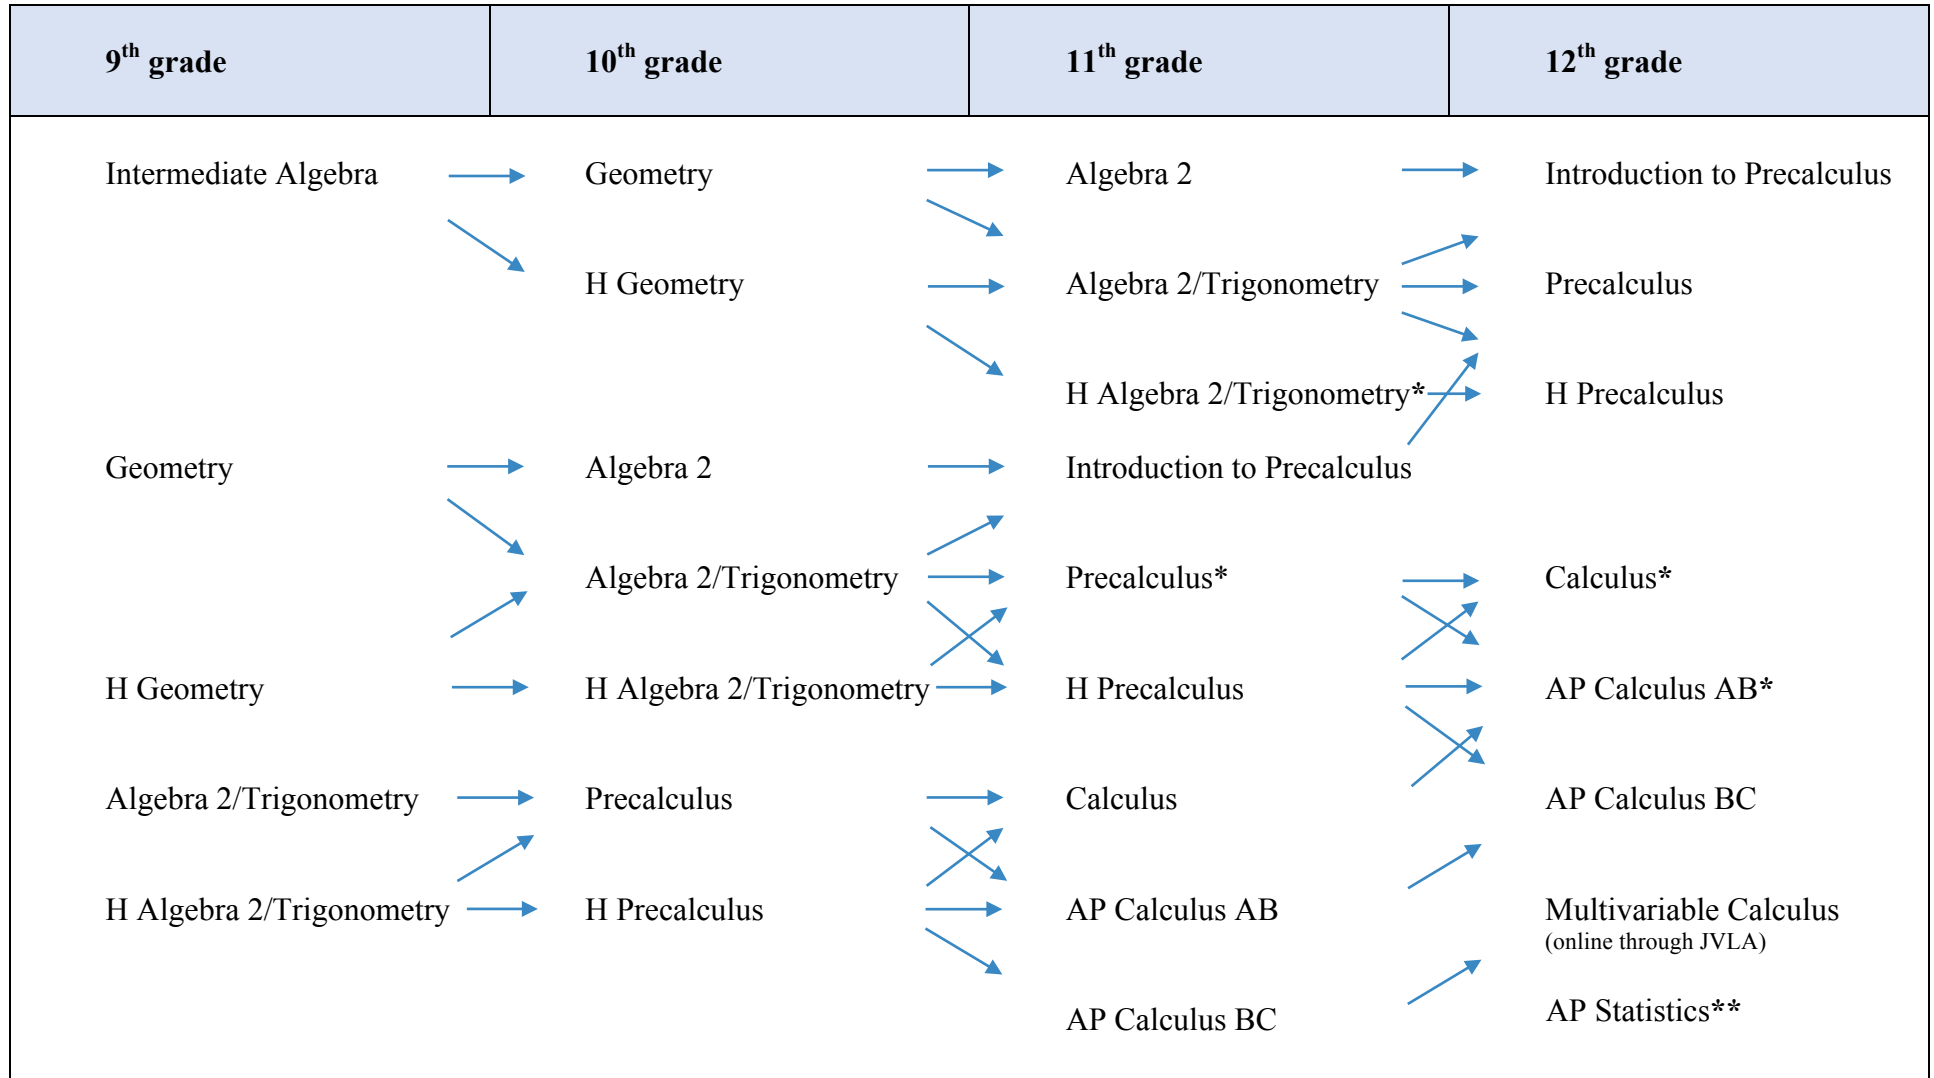 9th grade 10th grade 11th grade 12th grade
Intermediate Algebra Geometry Algebra 2 Introduction to Precalculus
H Geometry Algebra 2/Trigonometry Precalculus
H Algebra 2/Trigonometry* H Precalculus
Geometry Algebra 2 Introduction to Precalculus
Algebra 2/Trigonometry Precalculus* Calculus*
H Geometry H Algebra 2/Trigonometry H Precalculus AP Calculus AB*
Algebra 2/Trigonometry Precalculus Calculus AP Calculus BC
H Algebra 2/Trigonometry H Precalculus AP Calculus AB Multivariable Calculus
(online through JVLA)
AP Calculus BC AP Statistics**